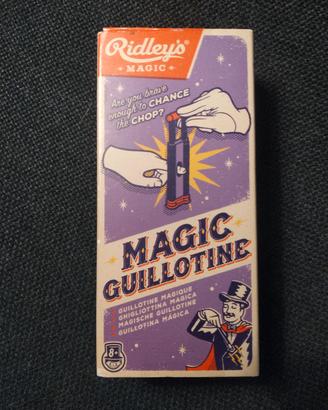 Ridley's
MAGIC
Are you brave
enough to CHANCE
the CHOP?
MAGIC
GUILLOTINE
GUILLOTINE MAGIQUE
GHIGLIOTTINA MAGICA
MAGISCHE GUILLOTINE
GUILLOTINA MÁGICA
8+